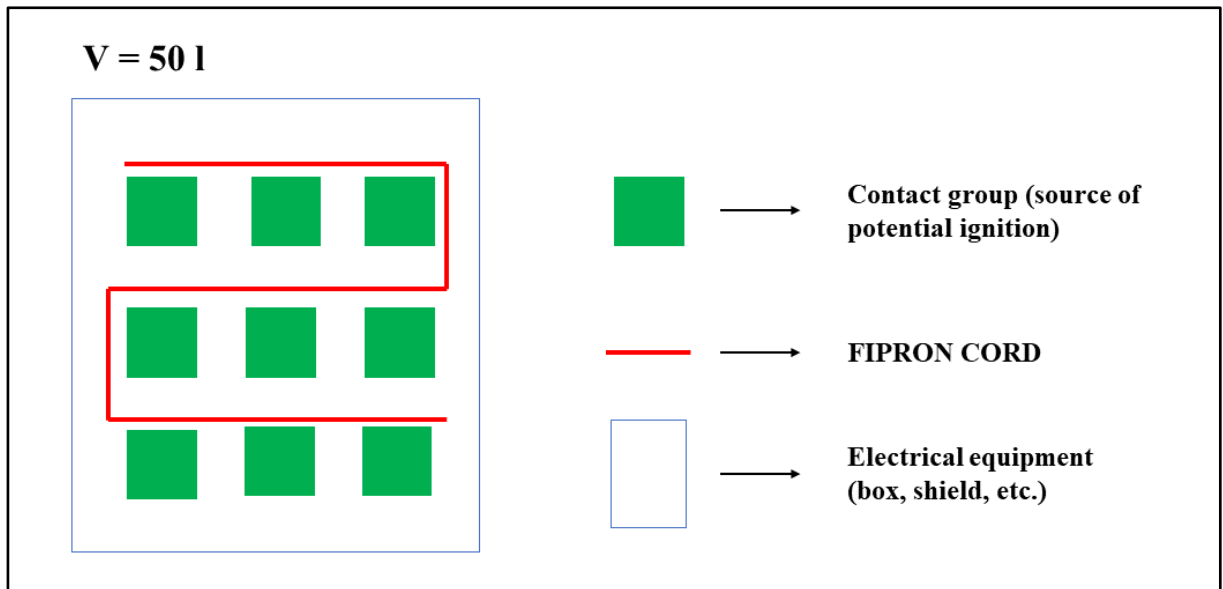 V = 50 l
Contact group (source of
potential ignition)
FIPRON CORD
Electrical equipment
(box, shield, etc.)